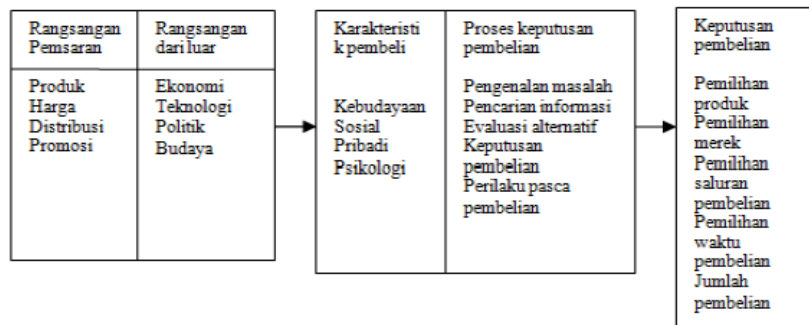 Rangsangan
Pemsaran
Rangsangan
dari luar
Produk
Harga
Distribusi
Promosi
Ekonomi
Teknologi
Politik
Budaya
Karakteristi
k pembeli
Kebudayaan
Sosial
Pribadi
Psikologi
Proses keputusan
pembelian
Pengenalan masalah
Pencarian informasi
Evaluasi alternatif
Keputusan
pembelian
Perilaku pasca
pembelian
Keputusan
pembelian
Pemilihan
produk
Pemilihan
merek
Pemilihan
saluran
pembelian
Pemilihan
waktu
pembelian
Jumlah
pembelian